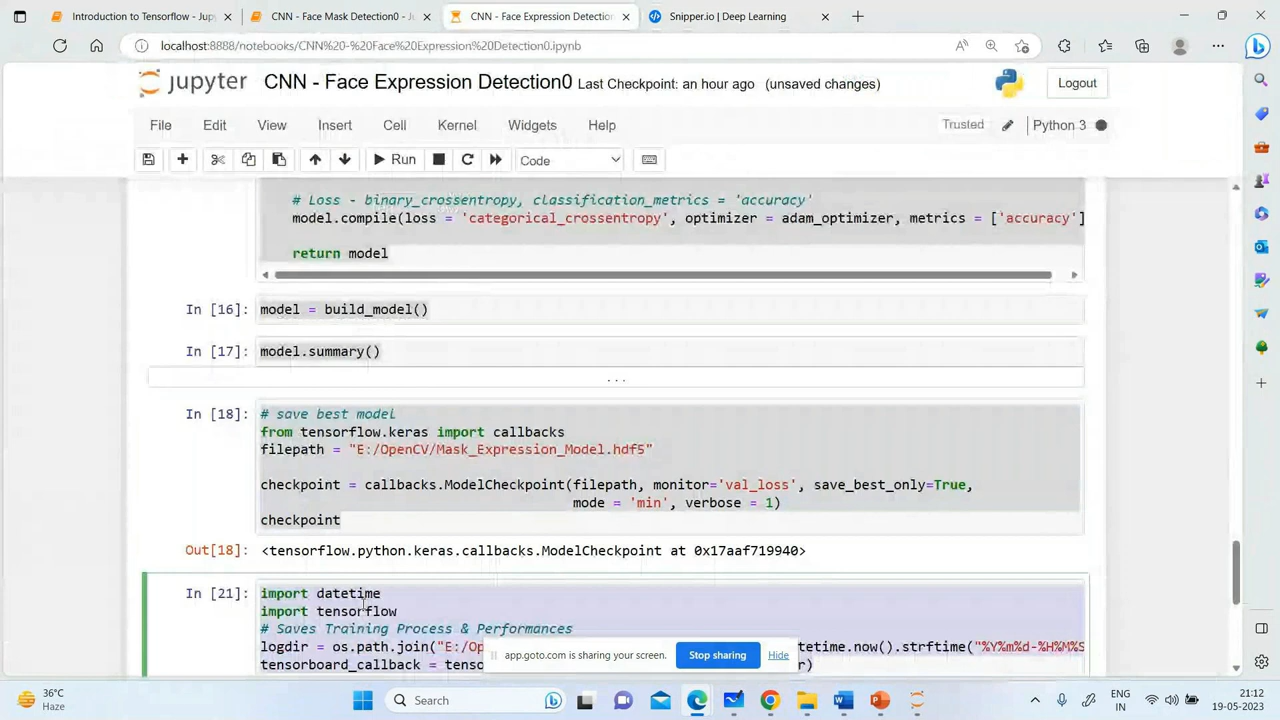 Introduction to Tensorflow - Jup
CNN - Face Mask Detection0 - J
CNN - Face Expression Detectio
Snipper.io | Deep Learning
localhost:8888/notebooks/CNN%20-%20Face%20Expression%20Detection0.ipynb
jupyter CNN - Face Expression Detection0 Last Checkpoint: an hour ago (unsaved changes)
Logout
File Edit View Insert Cell Kernel Widgets Help
Trusted
Python 3
Run
Code
# Loss - binary_crossentropy, classification_metrics = 'accuracy'
model.compile(loss = 'categorical_crossentropy', optimizer = adam_optimizer, metrics = ['accuracy']
return model
In [16]: model = build_model()
In [17]: model.summary()
...
In [18]: # save best model
from tensorflow.keras import callbacks
filepath = "E:/OpenCV/Mask_Expression_Model.hdf5"
checkpoint = callbacks.ModelCheckpoint(filepath, monitor='val_loss', save_best_only=True,
mode = 'min', verbose = 1)
checkpoint
Out[18]: <tensorflow.python.keras.callbacks.ModelCheckpoint at 0x17aaf719940>
In [21]: import datetime
import tensorflow
# Saves Training Process & Performances
logdir = os.path.join("E:/Op
etime.now().strftime("%Y%m%d-%H%M%S
tensorboard_callback = tenso
r)
app.goto.com is sharing your screen.
Stop sharing
Hide
36°C
Haze
Search
ENG
IN
21:12
19-05-2023